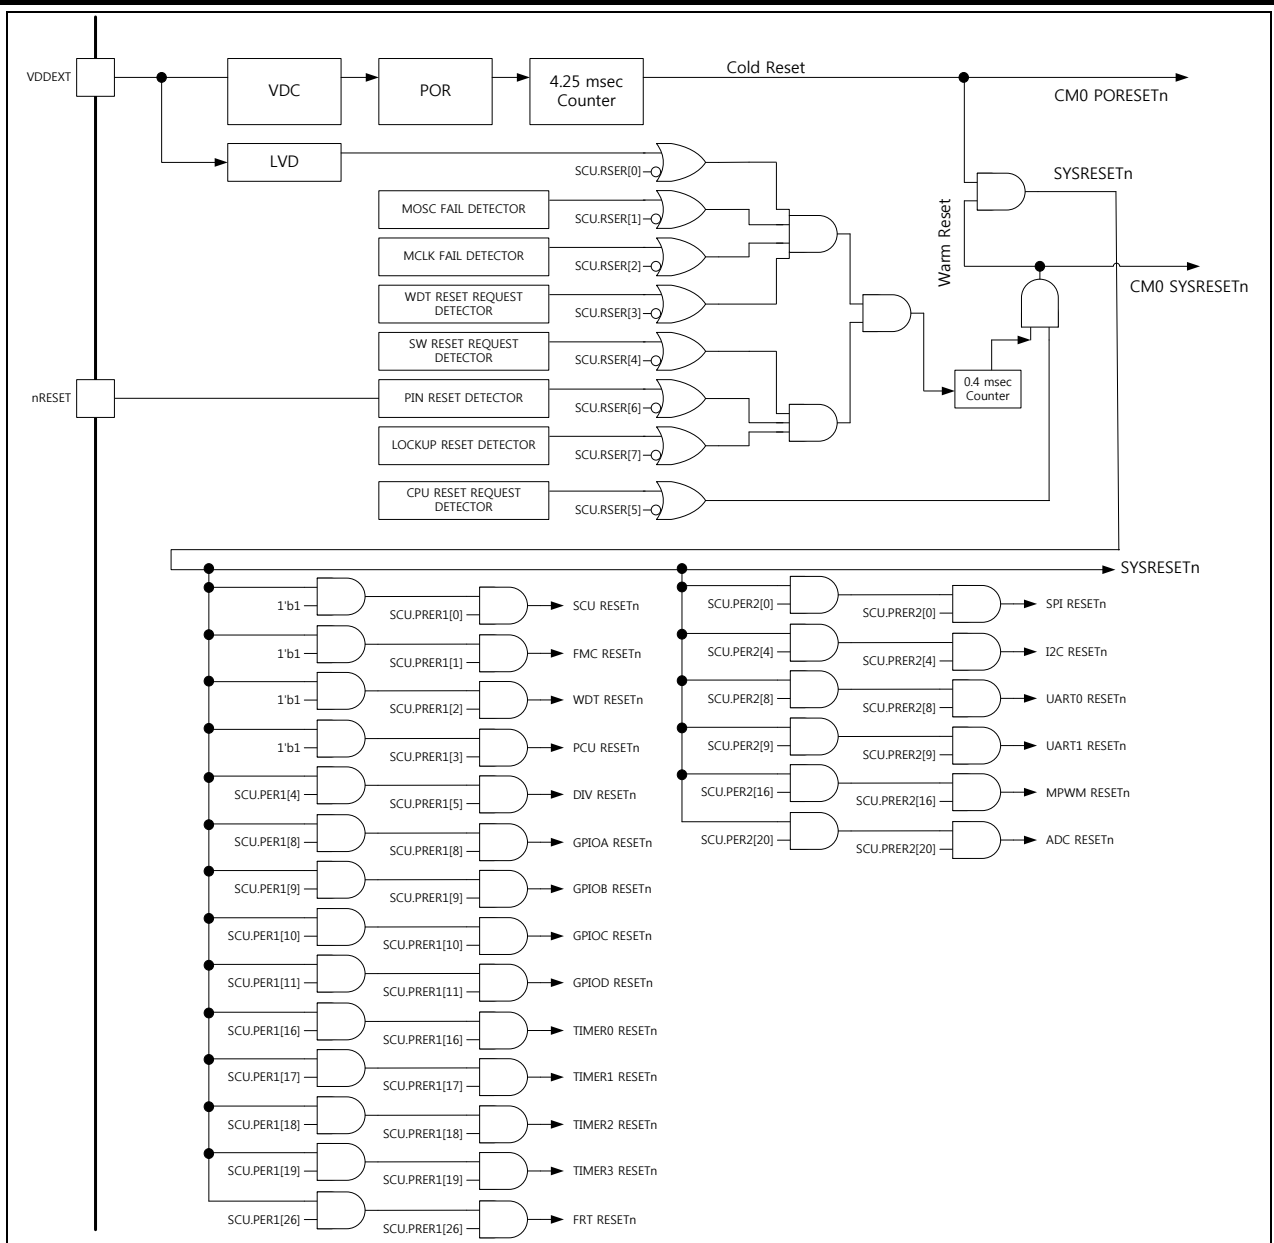 VDDEXT
VDC
POR
4.25 msec
Counter
Cold Reset
CM0 PORESETn
LVD
SCU.RSER[0]
SYSRESETn
MOSC FAIL DETECTOR
SCU.RSER[1]
Warm Reset
MCLK FAIL DETECTOR
SCU.RSER[2]
CM0 SYSRESETn
WDT RESET REQUEST
DETECTOR
SCU.RSER[3]
SW RESET REQUEST
DETECTOR
SCU.RSER[4]
nRESET
PIN RESET DETECTOR
SCU.RSER[6]
0.4 msec
Counter
LOCKUP RESET DETECTOR
SCU.RSER[7]
CPU RESET REQUEST
DETECTOR
SCU.RSER[5]
SYSRESETn
1'b1
SCU.PRER1[0]
SCU RESETn
1'b1
SCU.PRER1[1]
FMC RESETn
1'b1
SCU.PRER1[2]
WDT RESETn
1'b1
SCU.PRER1[3]
PCU RESETn
SCU.PER1[4]
SCU.PRER1[5]
DIV RESETn
SCU.PER1[8]
SCU.PRER1[8]
GPIOA RESETn
SCU.PER1[9]
SCU.PRER1[9]
GPIOB RESETn
SCU.PER1[10]
SCU.PRER1[10]
GPIOC RESETn
SCU.PER1[11]
SCU.PRER1[11]
GPIOD RESETn
SCU.PER1[16]
SCU.PRER1[16]
TIMER0 RESETn
SCU.PER1[17]
SCU.PRER1[17]
TIMER1 RESETn
SCU.PER1[18]
SCU.PRER1[18]
TIMER2 RESETn
SCU.PER1[19]
SCU.PRER1[19]
TIMER3 RESETn
SCU.PER1[26]
SCU.PRER1[26]
FRT RESETn
SCU.PER2[0]
SCU.PRER2[0]
SPI RESETn
SCU.PER2[4]
SCU.PRER2[4]
I2C RESETn
SCU.PER2[8]
SCU.PRER2[8]
UART0 RESETn
SCU.PER2[9]
SCU.PRER2[9]
UART1 RESETn
SCU.PER2[16]
SCU.PRER2[16]
MPWM RESETn
SCU.PER2[20]
SCU.PRER2[20]
ADC RESETn